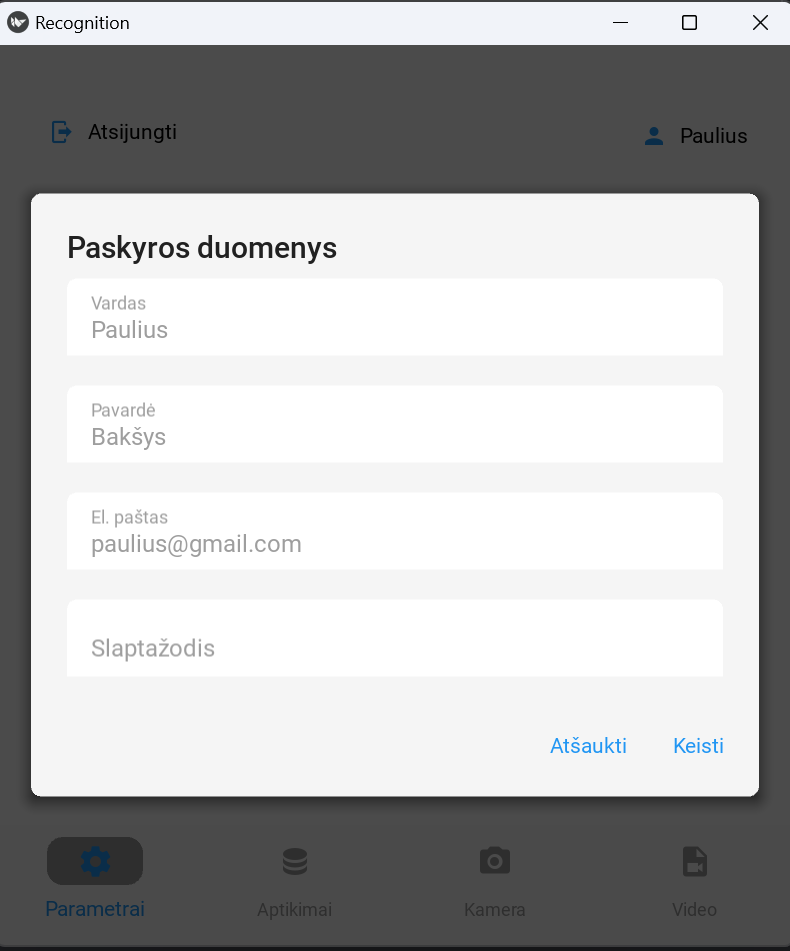 Recognition
Atsijungti
Paulius
Paskyros duomenys
Vardas
Paulius
Pavardė
Bakšys
El. paštas
paulius@gmail.com
Slaptažodis
Atšaukti Keisti
Parametrai Aptikimai Kamera Video